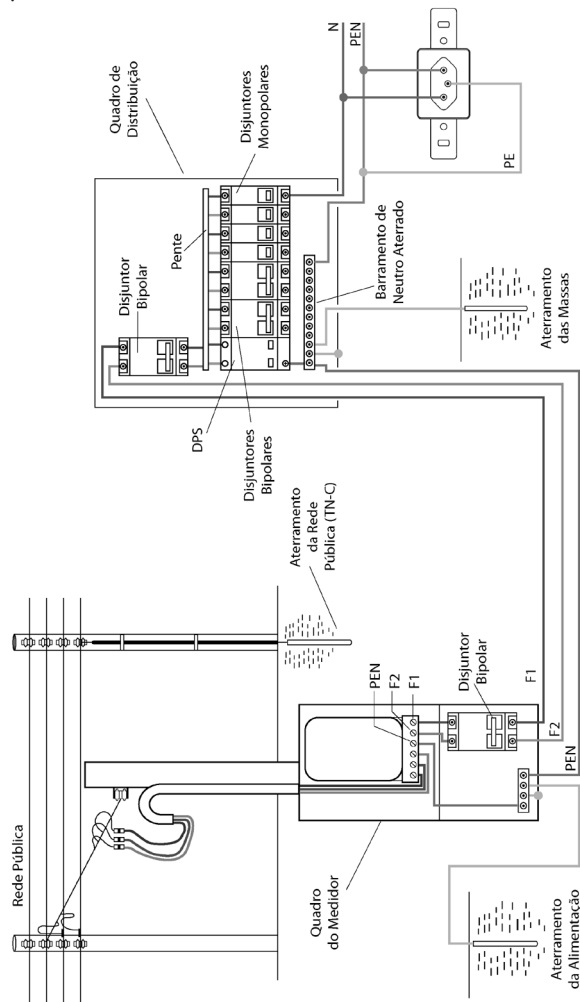 Rede Pública
Aterramento
da Rede
Pública (TN-C)
PEN
F2
F1
Disjuntor
Bipolar
Quadro
do Medidor
Aterramento
da Alimentação
F1
F2
PEN
Quadro de
Distribuição
Disjuntor
Bipolar
Pente
Disjuntores
Monopolares
DPS
Disjuntores
Bipolares
Barramento de
Neutro Aterrado
Aterramento
das Massas
N
PEN
PE